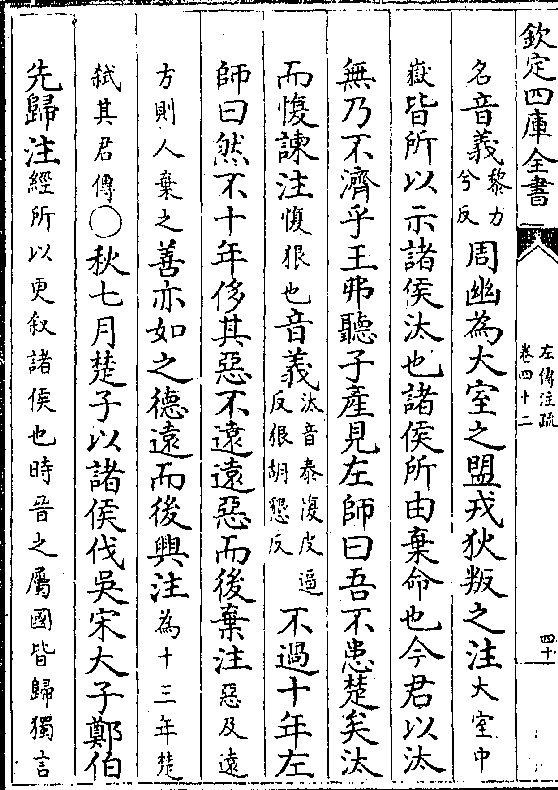 欽定四庫全書
左傳注疏
卷四十二
四十
名音義黎力兮反周幽為大室之盟戎狄叛之注大室中
嶽皆所以示諸侯汰也諸侯所由棄命也今君以汰
無乃不濟乎王弗聽子產見左師曰吾不患楚矣汰
而愎諫注愎狠也音義汰音泰愎皮逼反狠胡懇反不過十年左
師曰然不十年侈其惡不遠遠惡而後棄注惡及遠
方則人棄之善亦如之德遠而後興注為十三年楚
弒其君傳○秋七月楚子以諸侯伐吳宋大子鄭伯
先歸注經所以更叙諸侯也時晉之屬國皆歸獨言